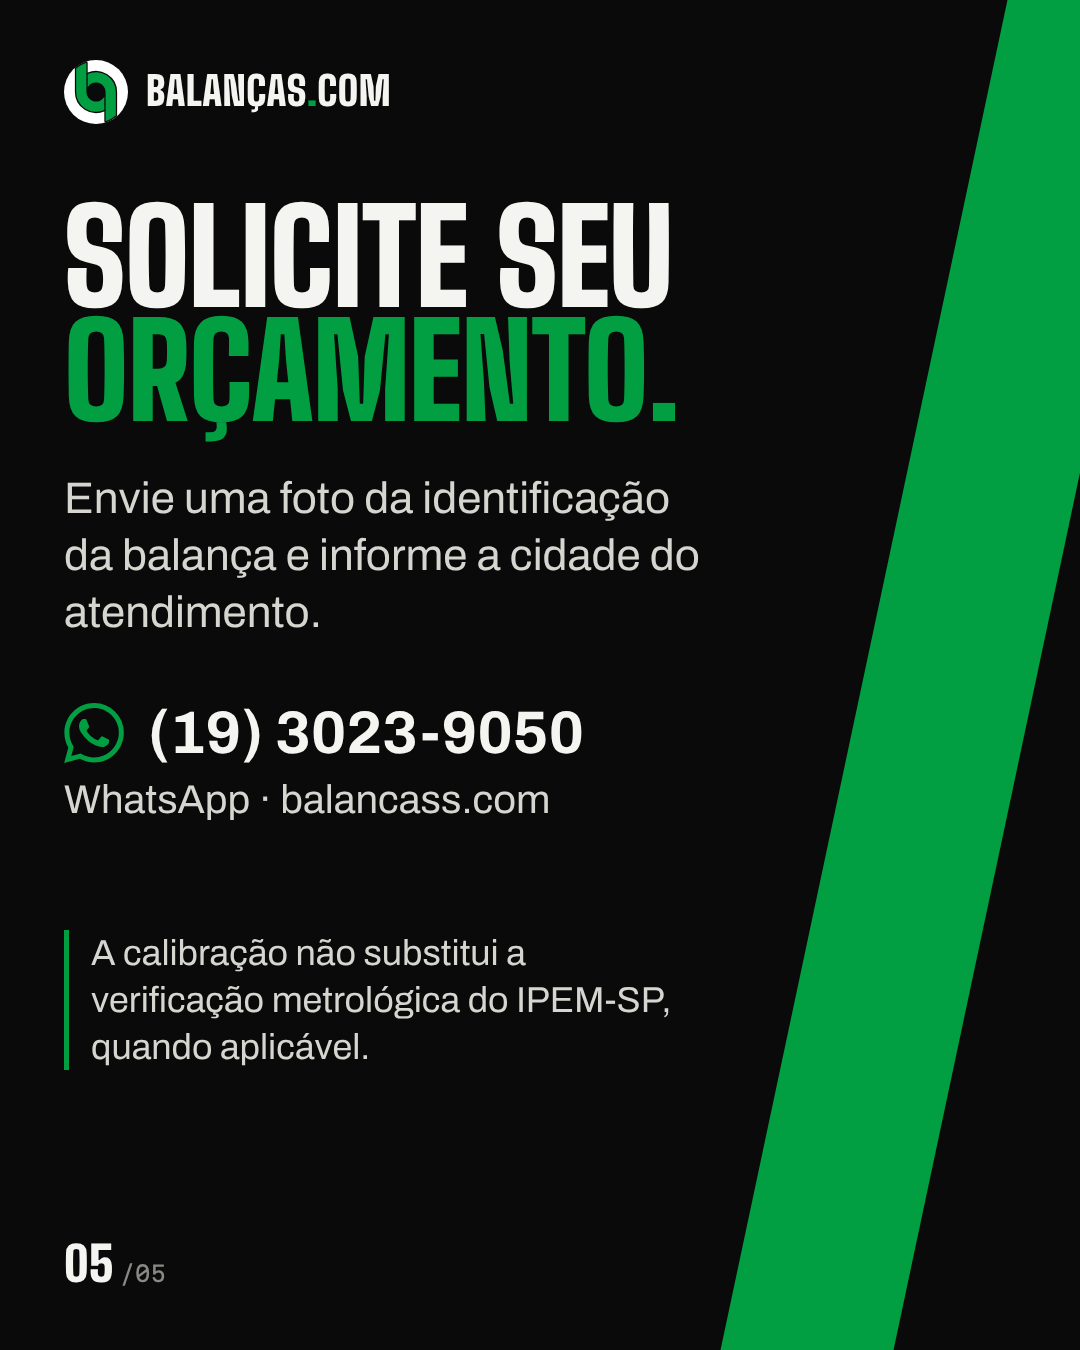 BALANÇAS.COM
SOLICITE SEU
ORÇAMENTO.
Envie uma foto da identificação
da balança e informe a cidade do
atendimento.
(19) 3023-9050
WhatsApp · balancass.com
A calibração não substitui a
verificação metrológica do IPEM-SP,
quando aplicável.
05 /05